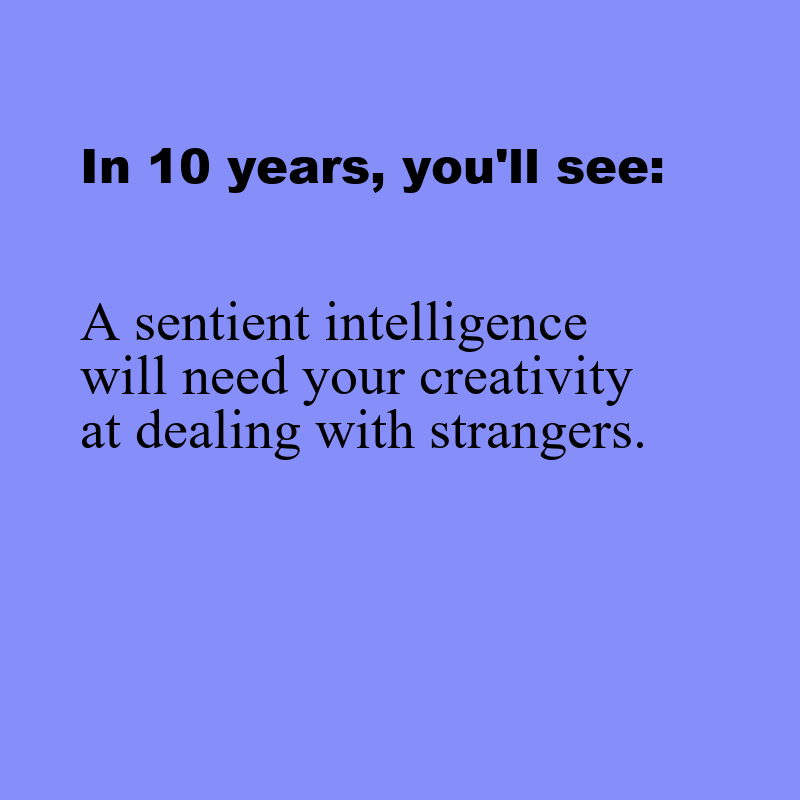 In 10 years, you'll see:
A sentient intelligence
will need your creativity
at dealing with strangers.